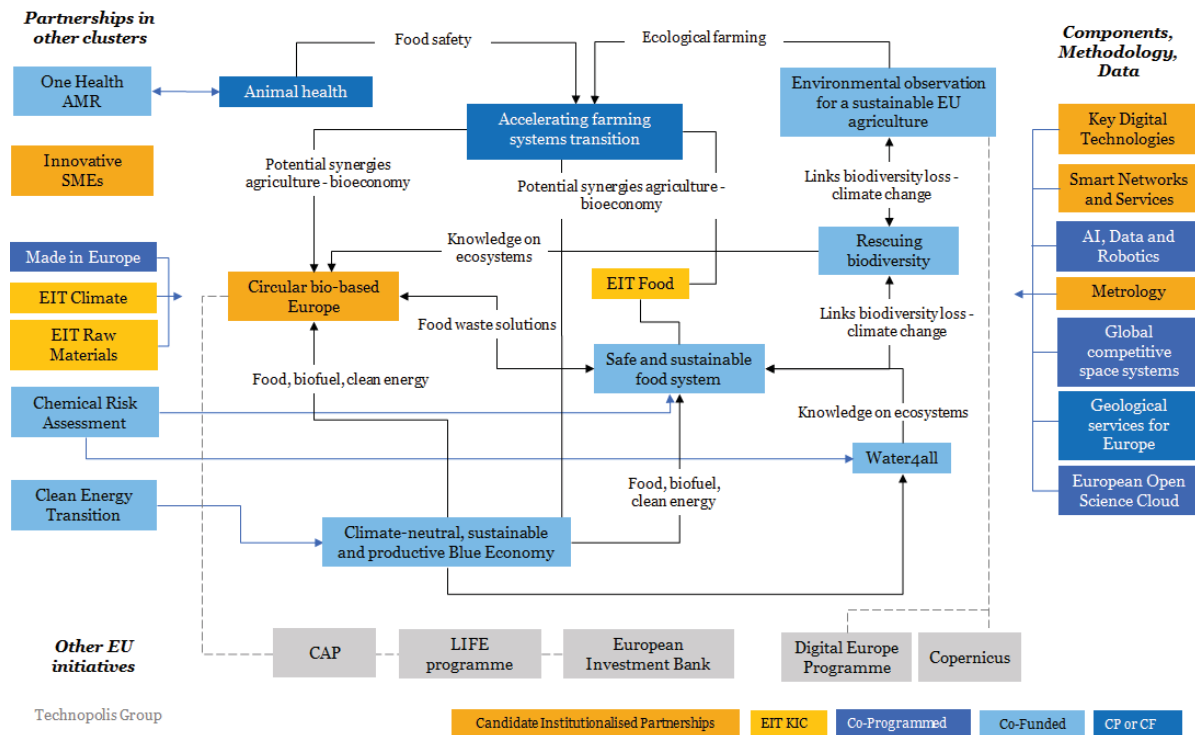 Partnerships in
other clusters
Food safety
Ecological farming
Components,
Methodology,
Data
One Health
AMR
Animal health
Environmental observation
for a sustainable EU
agriculture
Accelerating farming
systems transition
Key Digital
Technologies
Innovative
SMEs
Potential synergies
agriculture - bioeconomy
Potential synergies agriculture -
bioeconomy
Links biodiversity loss -
climate change
Smart Networks
and Services
Made in Europe
Knowledge on
ecosystems
Rescuing
biodiversity
AI, Data and
Robotics
EIT Climate
Circular bio-based
Europe
EIT Food
Metrology
EIT Raw
Materials
Food waste solutions
Links biodiversity loss -
climate change
Global
competitive
space systems
Food, biofuel, clean energy
Safe and sustainable
food system
Chemical Risk
Assessment
Knowledge on ecosystems
Geological
services for
Europe
Water4all
Clean Energy
Transition
Food, biofuel,
clean energy
European Open
Science Cloud
Climate-neutral, sustainable
and productive Blue Economy
Other EU
initiatives
CAP
LIFE
programme
European
Investment Bank
Digital Europe
Programme
Copernicus
Technopolis Group
Candidate Institutionalised Partnerships
EIT KIC
Co-Programmed
Co-Funded
CP or CF